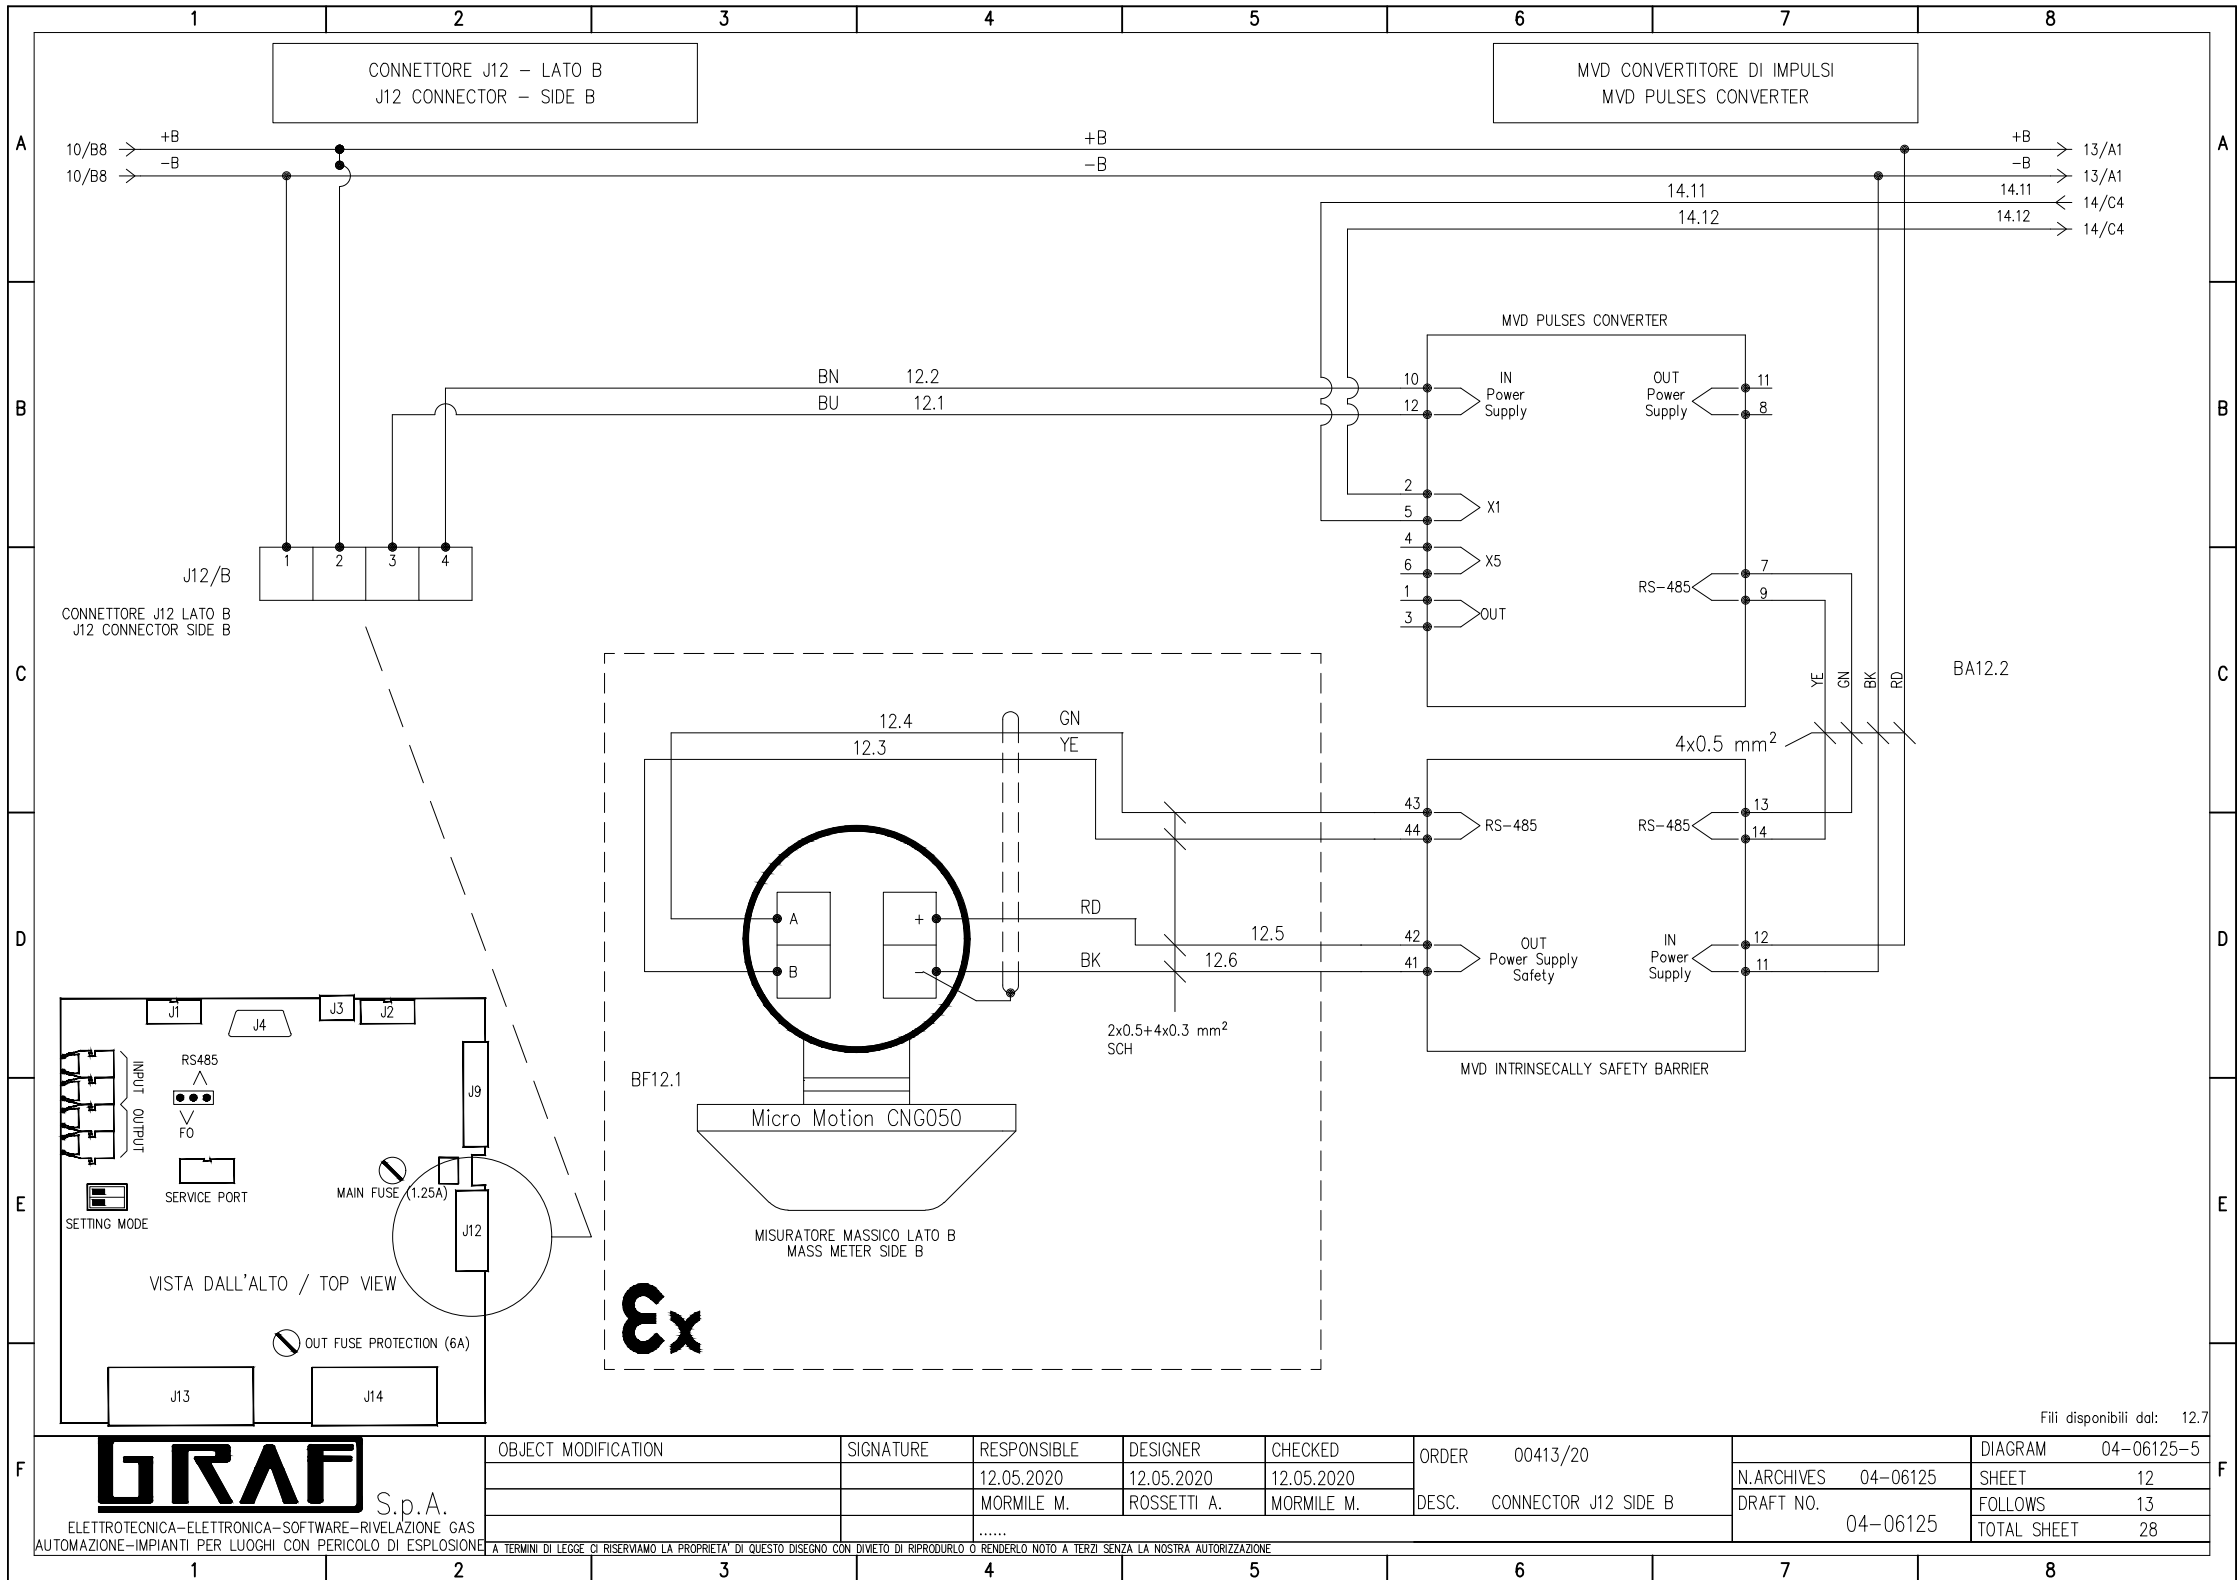 1 2 3 4 5 6 7 8
CONNETTORE J12 - LATO B
J12 CONNECTOR - SIDE B
MVD CONVERTITORE DI IMPULSI
MVD PULSES CONVERTER
A
A
10/B8
+B
+B
+B
13/A1
10/B8
-B
-B
-B
13/A1
14.11
14.11
14/C4
14.12
14.12
14/C4
MVD PULSES CONVERTER
B
B
BN 12.2
BU 12.1
10
12
IN
Power
Supply
OUT
Power
Supply
11
8
2
5
X1
4
6
X5
1
3
OUT
RS-485
7
9
J12/B
1 2 3 4
CONNETTORE J12 LATO B
J12 CONNECTOR SIDE B
C
C
YE
GN
BK
RD
BA12.2
4x0.5 mm²
12.4 GN
12.3 YE
43
44
RS-485
RS-485
13
14
D
D
A
B
+
-
RD
12.5
BK
12.6
42
41
OUT
Power Supply
Safety
IN
Power
Supply
12
11
2x0.5+4x0.3 mm²
SCH
MVD INTRINSECALLY SAFETY BARRIER
BF12.1
Micro Motion CNG050
MISURATORE MASSICO LATO B
MASS METER SIDE B
εx
J1
J4
J3
J2
RS485
FO
INPUT OUTPUT
J9
SERVICE PORT
MAIN FUSE (1.25A)
SETTING MODE
J12
E
E
VISTA DALL'ALTO / TOP VIEW
OUT FUSE PROTECTION (6A)
J13
J14
Fili disponibili dal: 12.7
F
F
GRAF S.p.A.
ELETTROTECNICA-ELETTRONICA-SOFTWARE-RIVELAZIONE GAS
AUTOMAZIONE-IMPIANTI PER LUOGHI CON PERICOLO DI ESPLOSIONE
OBJECT MODIFICATION
SIGNATURE
RESPONSIBLE
12.05.2020
MORMILE M.
......
DESIGNER
12.05.2020
ROSSETTI A.
CHECKED
12.05.2020
MORMILE M.
ORDER 00413/20
DESC. CONNECTOR J12 SIDE B
N.ARCHIVES 04-06125
DRAFT NO.
04-06125
DIAGRAM 04-06125-5
SHEET 12
FOLLOWS 13
TOTAL SHEET 28
A TERMINI DI LEGGE CI RISERVIAMO LA PROPRIETA' DI QUESTO DISEGNO CON DIVIETO DI RIPRODURLO O RENDERLO NOTO A TERZI SENZA LA NOSTRA AUTORIZZAZIONE
1 2 3 4 5 6 7 8